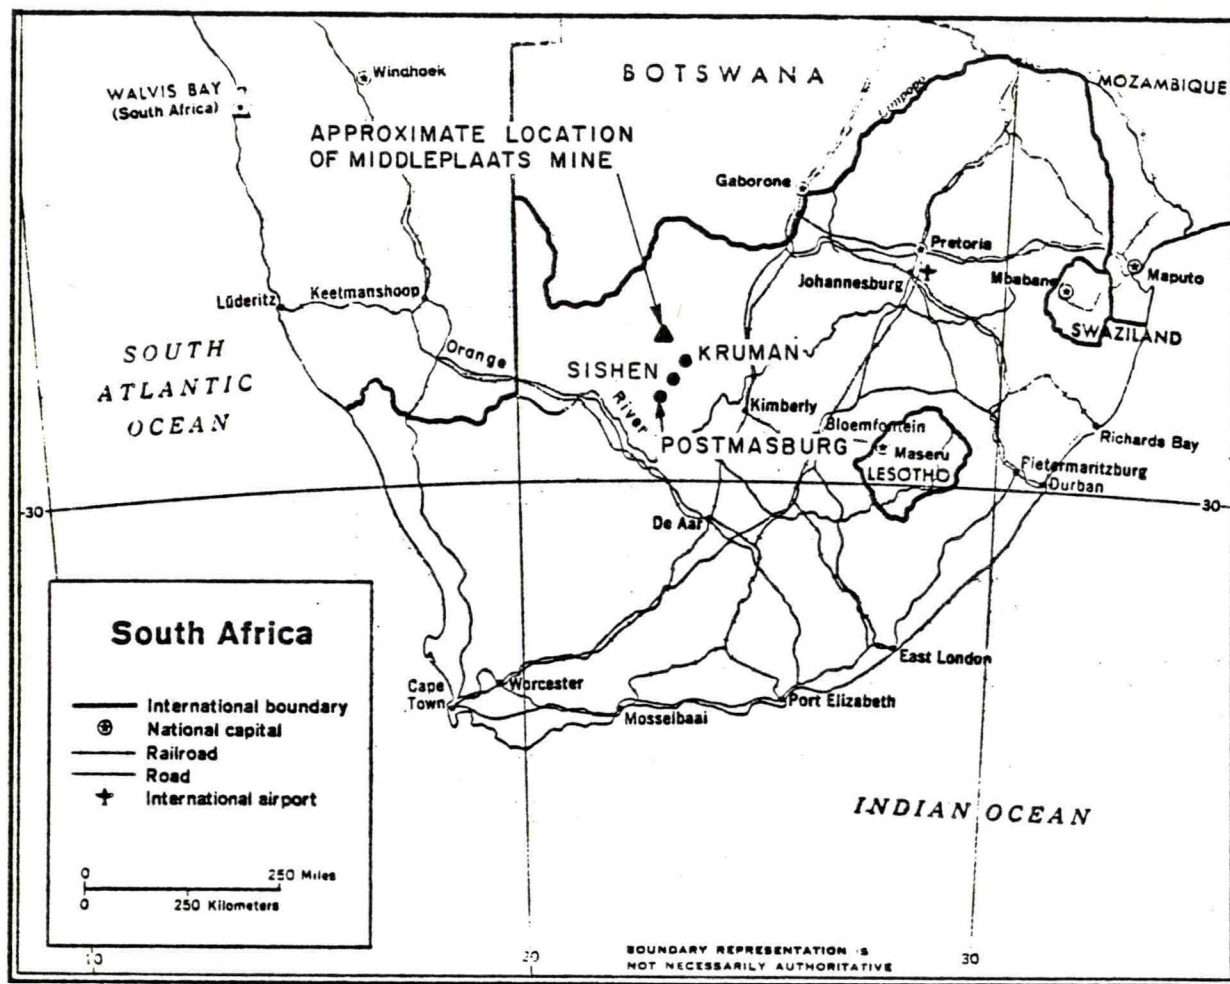 BOTSWANA
MOZAMBIQUE
Windhoek
WALVIS BAY
(South Africa)
Limpopo
APPROXIMATE LOCATION
OF MIDDLEPLAATS MINE
Gaborone
Pretoria
Johannesburg
Mbabane
Maputo
Lüderitz
Keetmanshoop
SWAZILAND
SOUTH
ATLANTIC
OCEAN
Orange
River
SISHEN
KRUMAN
Kimberly
Bloemfontein
POSTMASBURG
Maseru
LESOTHO
Richards Bay
Pietermaritzburg
Durban
30
30
De Aar
South Africa
International boundary
National capital
Railroad
Road
International airport
0 250 Miles
0 250 Kilometers
Cape
Town
Worcester
Mosselbaai
Port Elizabeth
East London
INDIAN OCEAN
10
20
30
BOUNDARY REPRESENTATION IS
NOT NECESSARILY AUTHORITATIVE